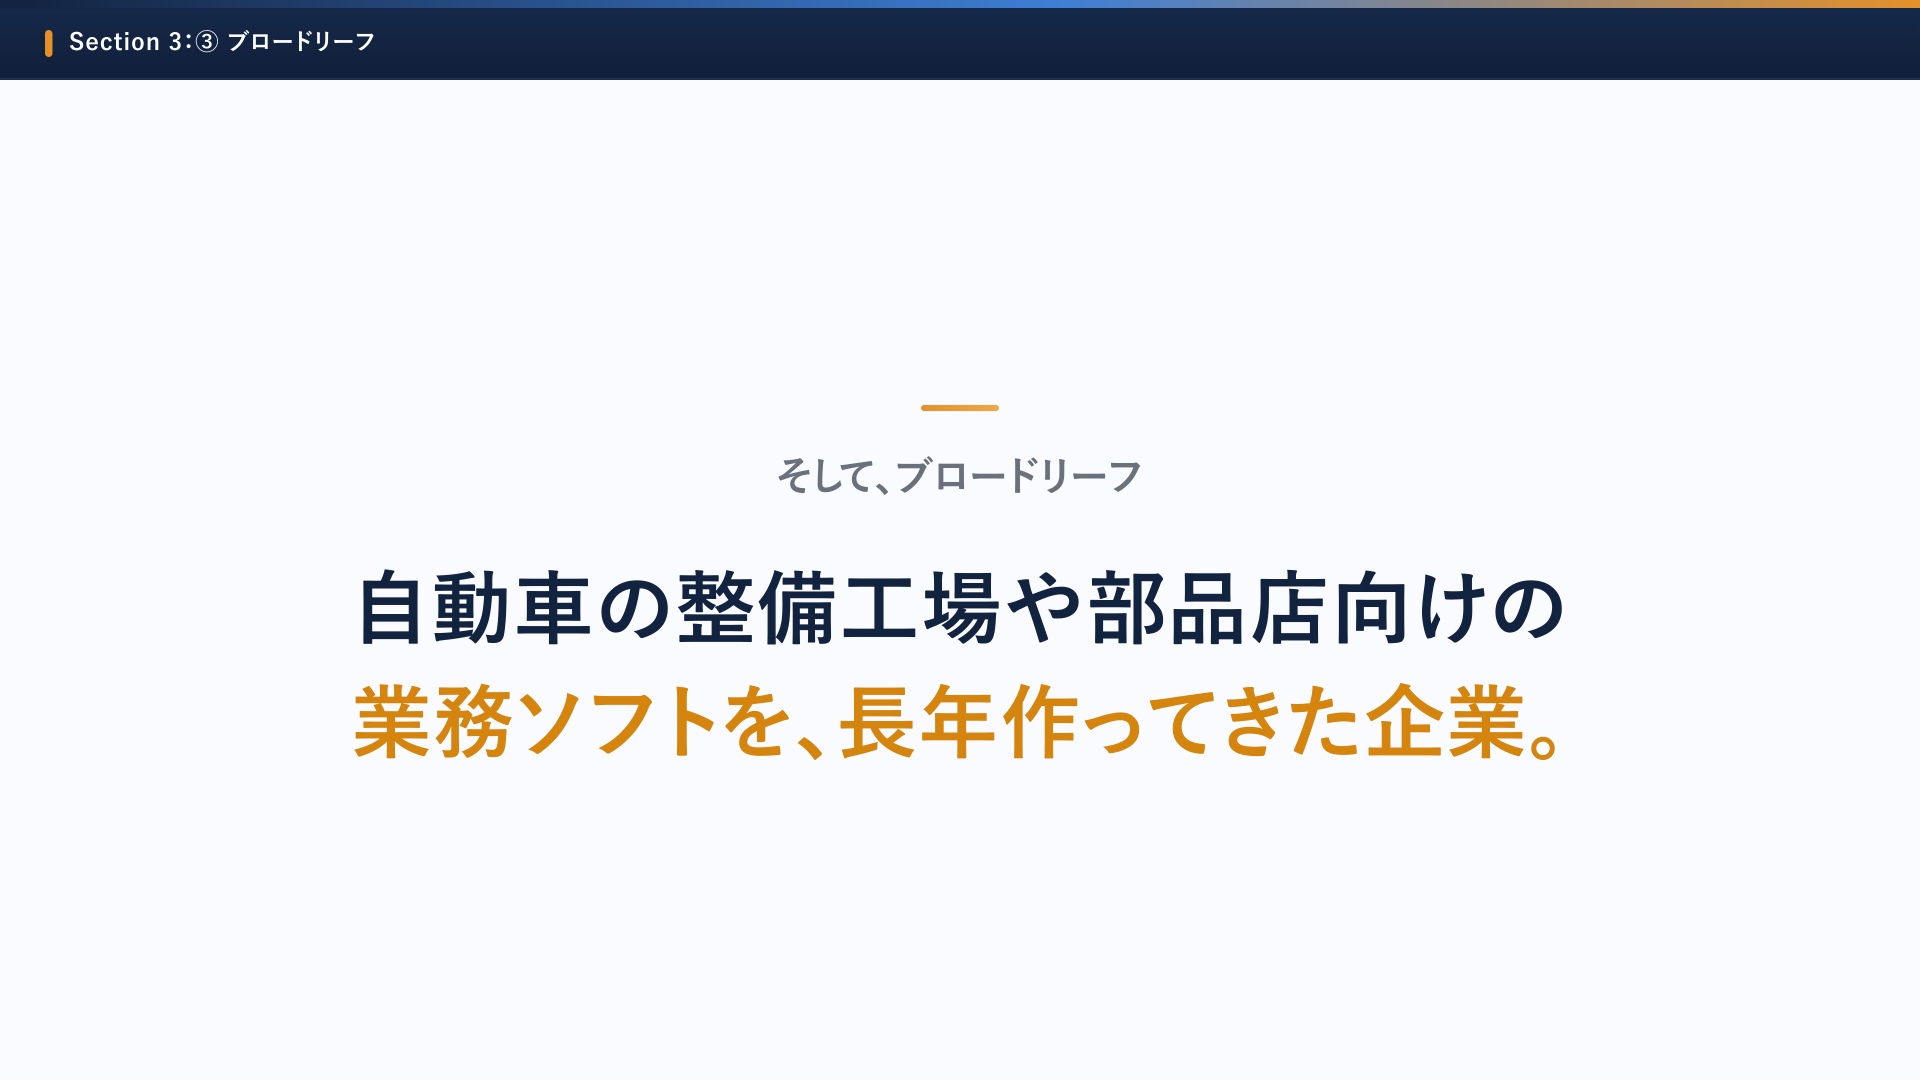 Section 3：③ ブロードリーフ
そして、ブロードリーフ
自動車の整備工場や部品店向けの
業務ソフトを、長年作ってきた企業。